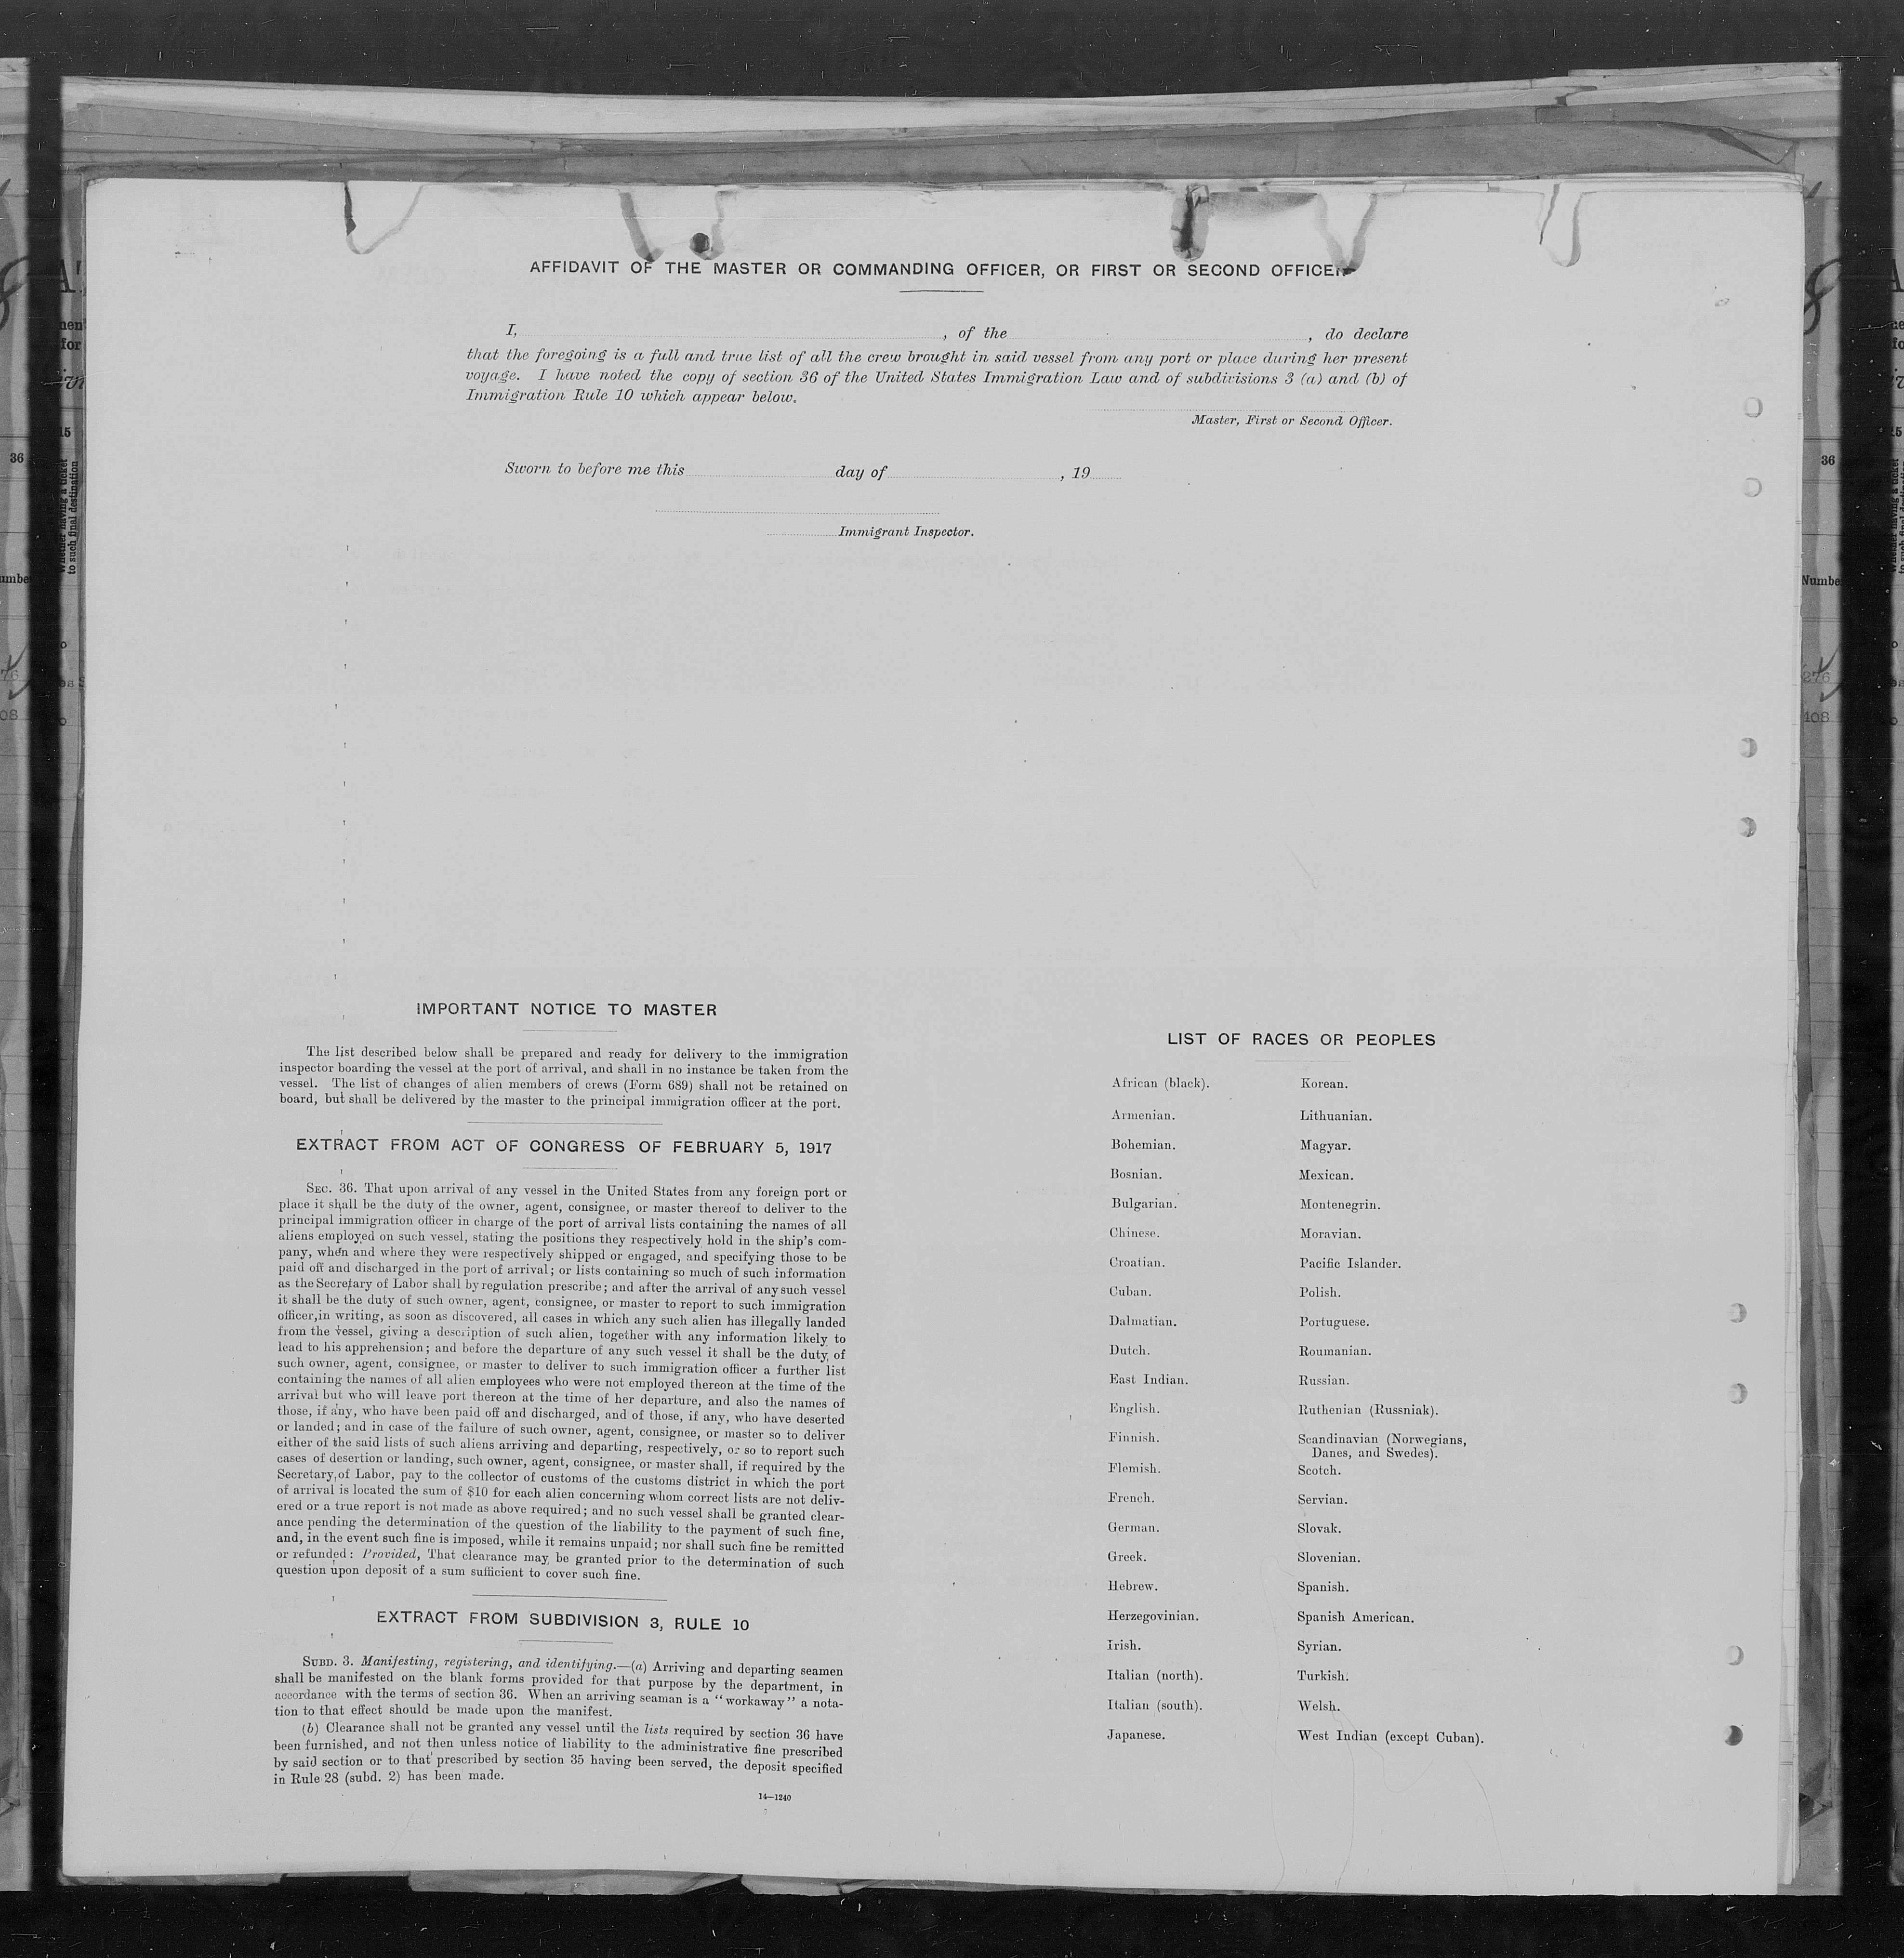 AFFIDAVIT OF THE MASTER OR COMMANDING OFFICER, OR FIRST OR SECOND OFFICER
I, , of the , do declare
that the foregoing is a full and true list of all the crew brought in said vessel from any port or place during her present
voyage. I have noted the copy of section 36 of the United States Immigration Law and of subdivisions 3 (a) and (b) of
Immigration Rule 10 which appear below.
Master, First or Second Officer.
Sworn to before me this day of , 19
Immigrant Inspector.
IMPORTANT NOTICE TO MASTER
The list described below shall be prepared and ready for delivery to the immigration
inspector boarding the vessel at the port of arrival, and shall in no instance be taken from the
vessel. The list of changes of alien members of crews (Form 689) shall not be retained on
board, but shall be delivered by the master to the principal immigration officer at the port.
EXTRACT FROM ACT OF CONGRESS OF FEBRUARY 5, 1917
SEC. 36. That upon arrival of any vessel in the United States from any foreign port or
place it shall be the duty of the owner, agent, consignee, or master thereof to deliver to the
principal immigration officer in charge of the port of arrival lists containing the names of all
aliens employed on such vessel, stating the positions they respectively hold in the ship's com-
pany, when and where they were respectively shipped or engaged, and specifying those to be
paid off and discharged in the port of arrival; or lists containing so much of such information
as the Secretary of Labor shall by regulation prescribe; and after the arrival of any such vessel
it shall be the duty of such owner, agent, consignee, or master to report to such immigration
officer, in writing, as soon as discovered, all cases in which any such alien has illegally landed
from the vessel, giving a description of such alien, together with any information likely to
lead to his apprehension; and before the departure of any such vessel it shall be the duty of
such owner, agent, consignee, or master to deliver to such immigration officer a further list
containing the names of all alien employees who were not employed thereon at the time of the
arrival but who will leave port thereon at the time of her departure, and also the names of
those, if any, who have been paid off and discharged, and of those, if any, who have deserted
or landed; and in case of the failure of such owner, agent, consignee, or master so to deliver
either of the said lists of such aliens arriving and departing, respectively, or so to report such
cases of desertion or landing, such owner, agent, consignee, or master shall, if required by the
Secretary of Labor, pay to the collector of customs of the customs district in which the port
of arrival is located the sum of $10 for each alien concerning whom correct lists are not deliv-
ered or a true report is not made as above required; and no such vessel shall be granted clear-
ance pending the determination of the question of the liability to the payment of such fine,
and, in the event such fine is imposed, while it remains unpaid; nor shall such fine be remitted
or refunded: Provided, That clearance may be granted prior to the determination of such
question upon deposit of a sum sufficient to cover such fine.
EXTRACT FROM SUBDIVISION 3, RULE 10
SUBD. 3. Manifesting, registering, and identifying.—(a) Arriving and departing seamen
shall be manifested on the blank forms provided for that purpose by the department, in
accordance with the terms of section 36. When an arriving seaman is a "workaway" a nota-
tion to that effect should be made upon the manifest.
(b) Clearance shall not be granted any vessel until the lists required by section 36 have
been furnished, and not then unless notice of liability to the administrative fine prescribed
by said section or to that prescribed by section 35 having been served, the deposit specified
in Rule 28 (subd. 2) has been made.
14—1240
LIST OF RACES OR PEOPLES
African (black).
Armenian.
Bohemian.
Bosnian.
Bulgarian.
Chinese.
Croatian.
Cuban.
Dalmatian.
Dutch.
East Indian.
English.
Finnish.
Flemish.
French.
German.
Greek.
Hebrew.
Herzegovinian.
Irish.
Italian (north).
Italian (south).
Japanese.
Korean.
Lithuanian.
Magyar.
Mexican.
Montenegrin.
Moravian.
Pacific Islander.
Polish.
Portuguese.
Roumanian.
Russian.
Ruthenian (Russniak).
Scandinavian (Norwegians,
Danes, and Swedes).
Scotch.
Servian.
Slovak.
Slovenian.
Spanish.
Spanish American.
Syrian.
Turkish.
Welsh.
West Indian (except Cuban).
36
Whether having a ticket
to such final destination
36
Numbe
276
108